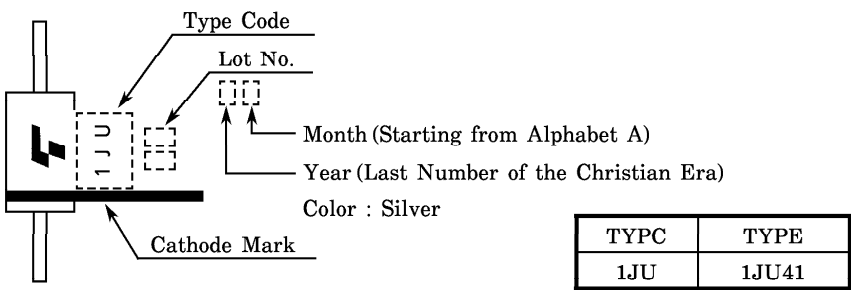 Type Code
Lot No.
1JU
Month (Starting from Alphabet A)
Year (Last Number of the Christian Era)
Color : Silver
Cathode Mark
TYPC TYPE
1JU 1JU41